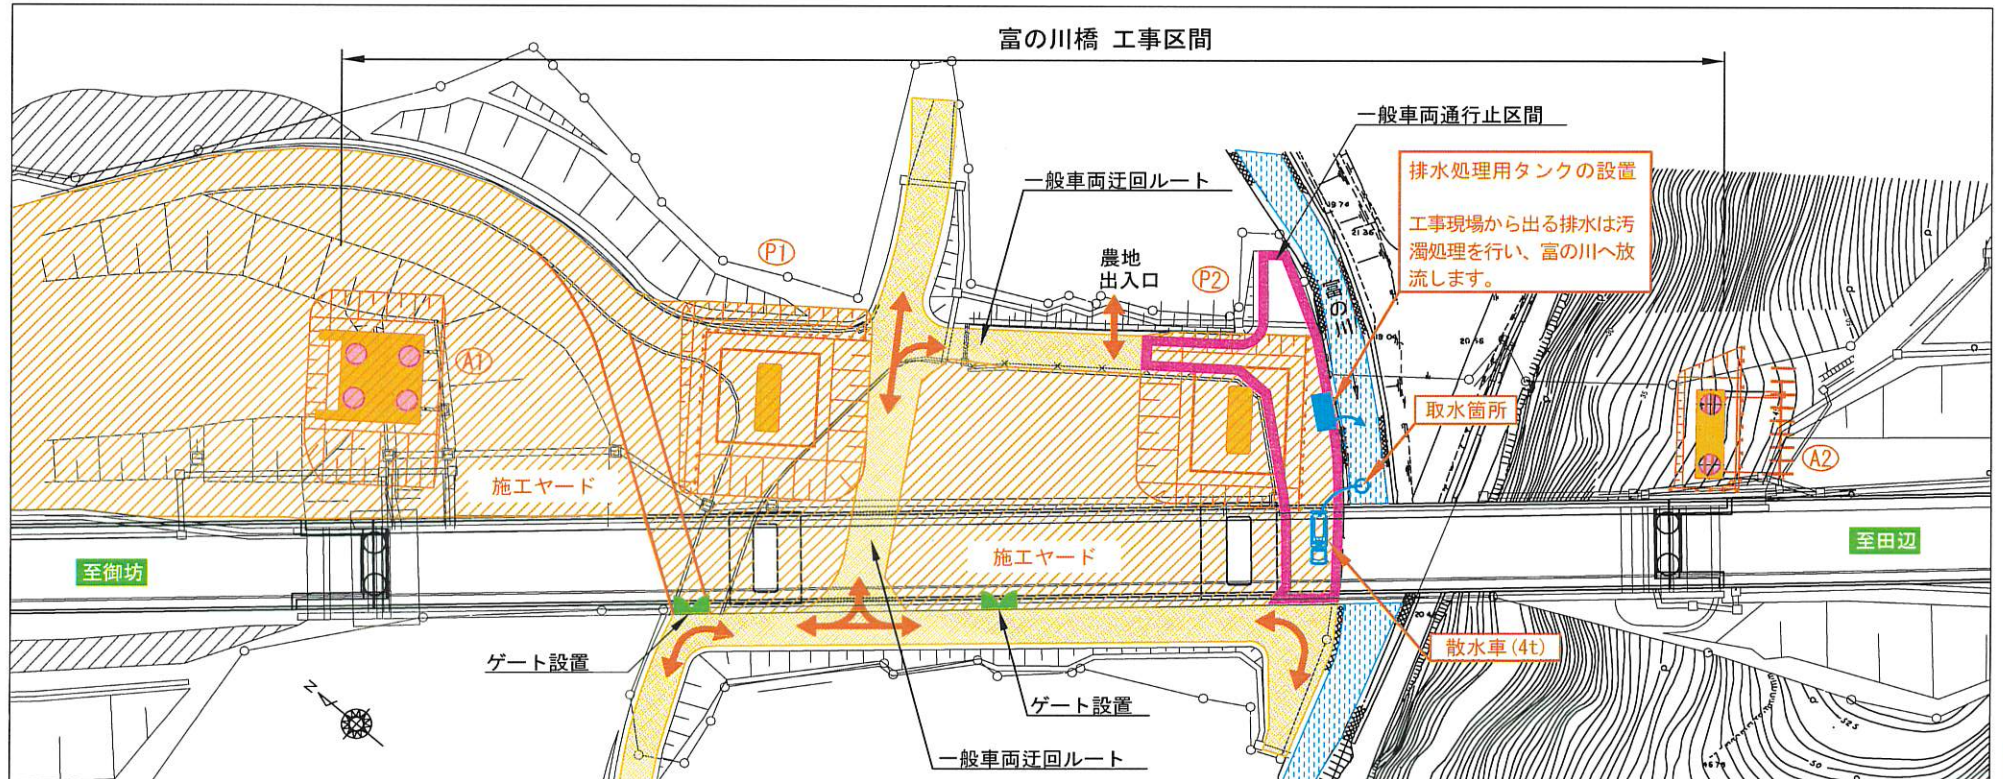 富の川橋 工事区間
一般車両通行止区間
排水処理用タンクの設置
工事現場から出る排水は汚
濁処理を行い、富の川へ放
流します。
一般車両迂回ルート
P1
農地
出入口
P2
富の川
A1
取水箇所
A2
施工ヤード
施工ヤード
至御坊
至田辺
散水車(4t)
ゲート設置
ゲート設置
一般車両迂回ルート
N